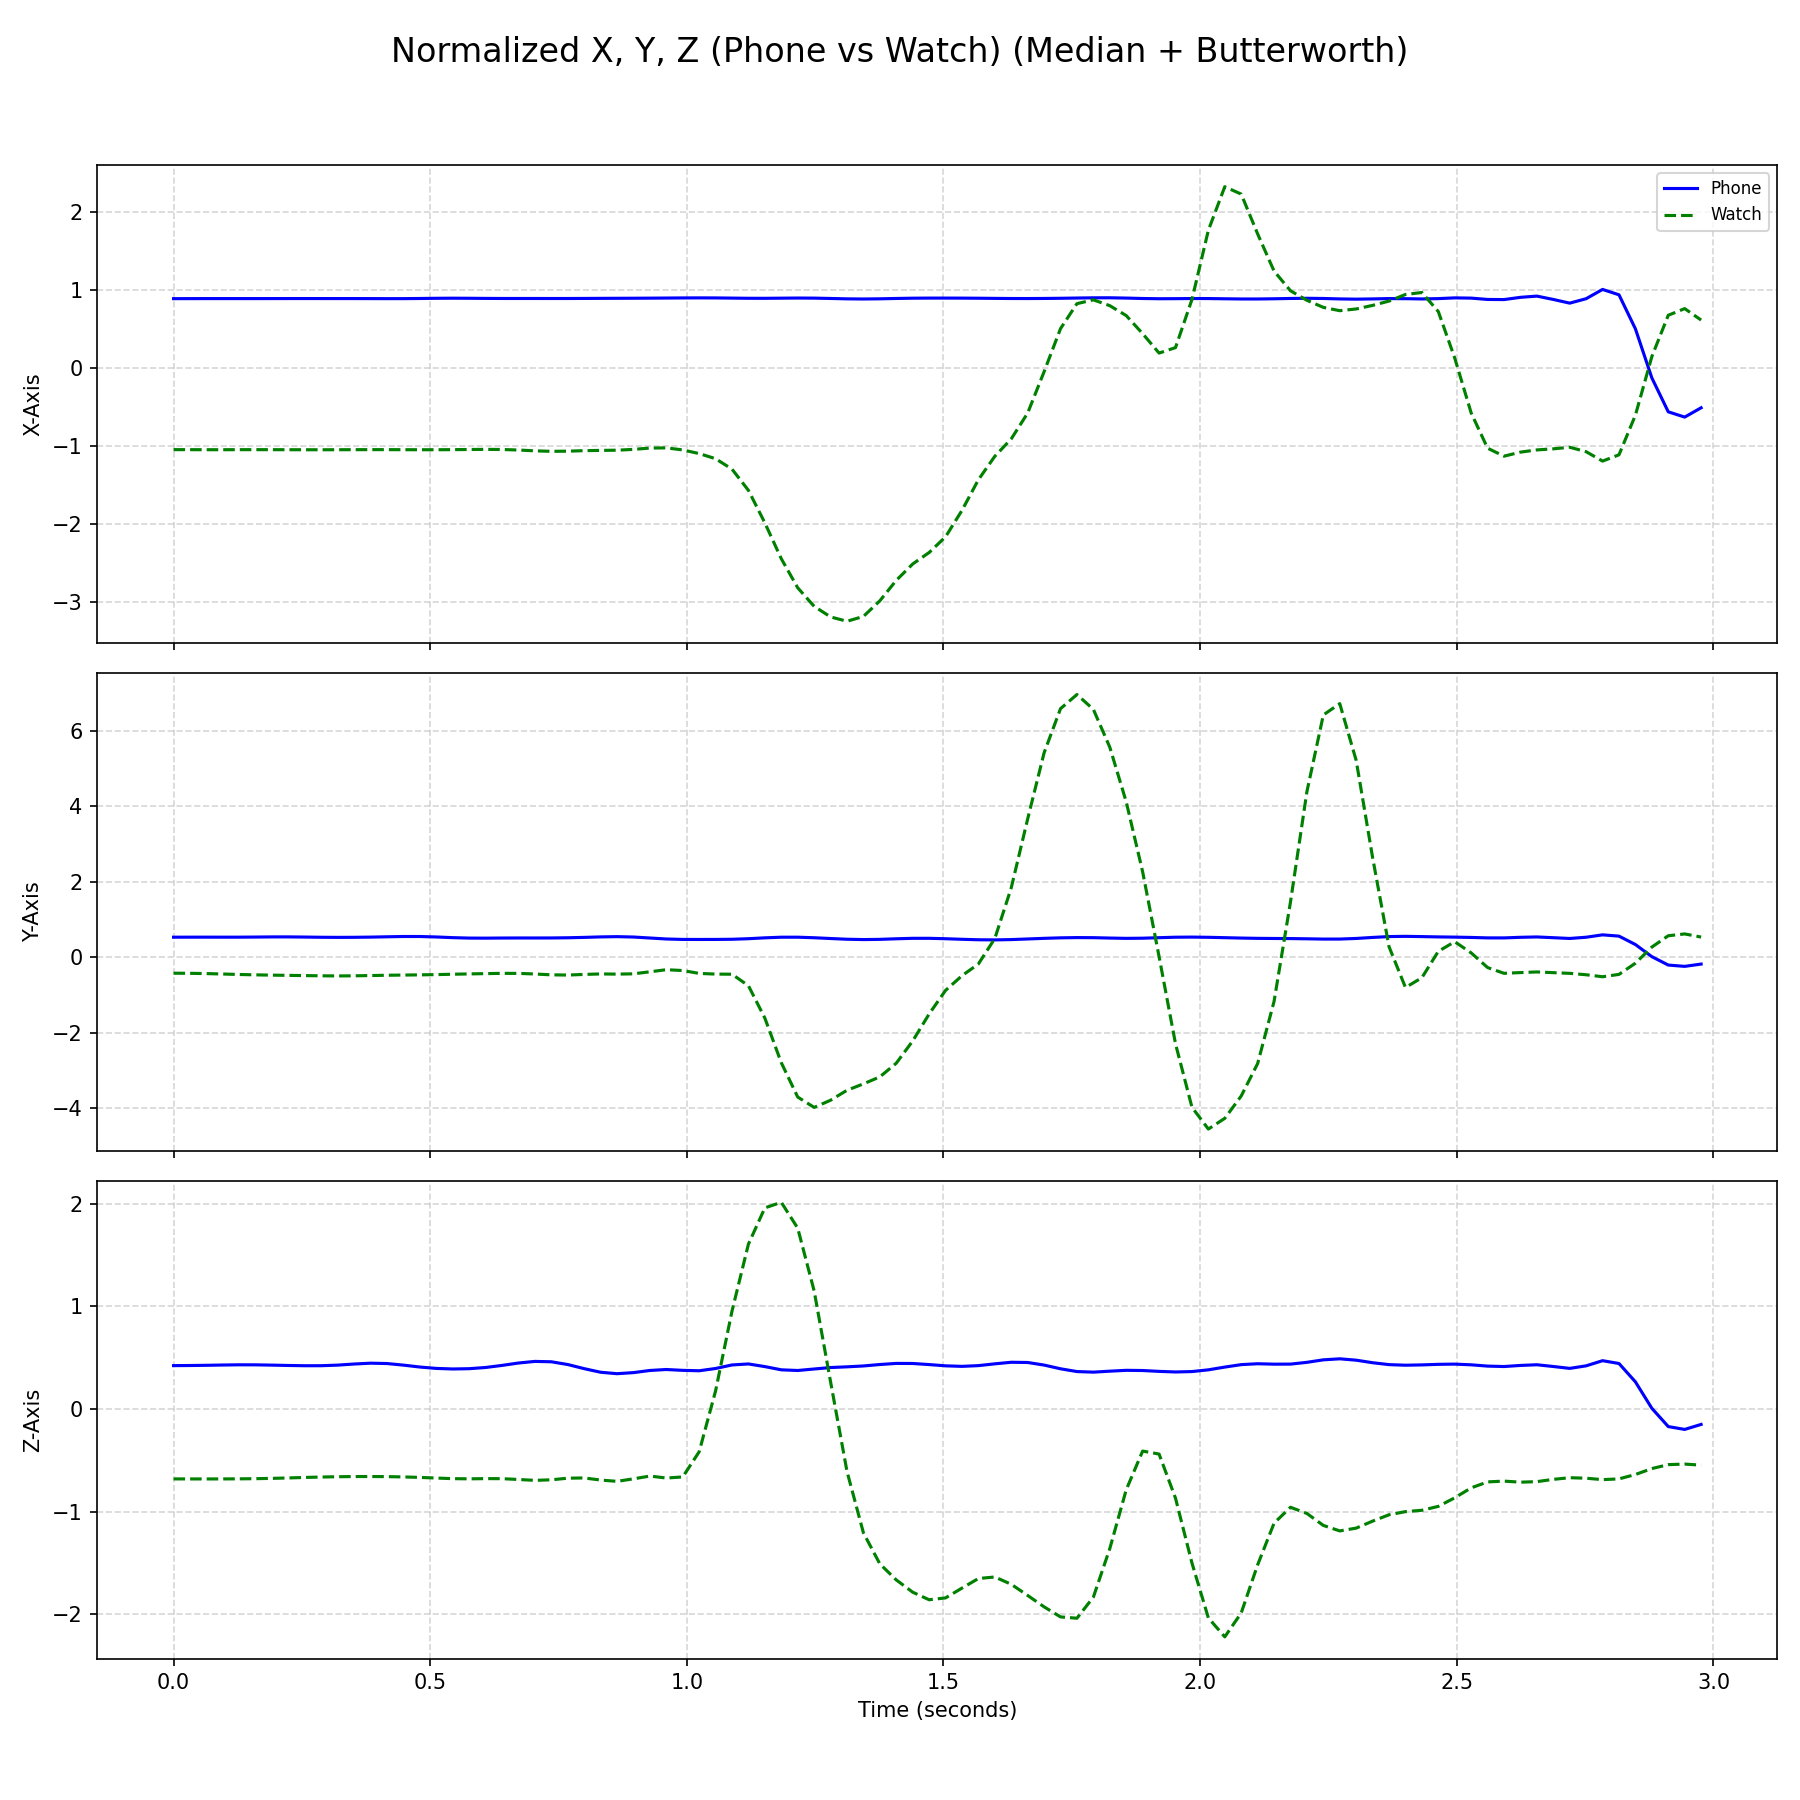 Normalized X, Y, Z (Phone vs Watch) (Median + Butterworth)
Phone
Watch
2
1
0
−1
−2
−3
X-Axis
6
4
2
0
−2
−4
Y-Axis
2
1
0
−1
−2
Z-Axis
0.0 0.5 1.0 1.5 2.0 2.5 3.0
Time (seconds)